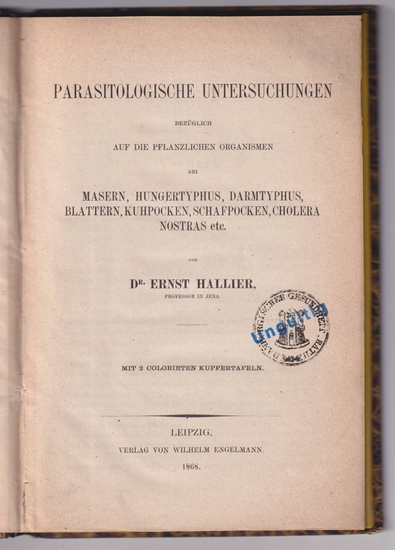 PARASITOLOGISCHE UNTERSUCHUNGEN
BEZÜGLICH
AUF DIE PFLANZLICHEN ORGANISMEN
BEI
MASERN, HUNGERTYPHUS, DARMTYPHUS,
BLATTERN, KUHPOCKEN, SCHAFPOCKEN, CHOLERA
NOSTRAS etc.
VON
DR. ERNST HALLIER,
PROFESSOR IN JENA.
Ungültig
MIT 2 COLORIRTEN KUPFERTAFELN.
LEIPZIG,
VERLAG VON WILHELM ENGELMANN.
1868.